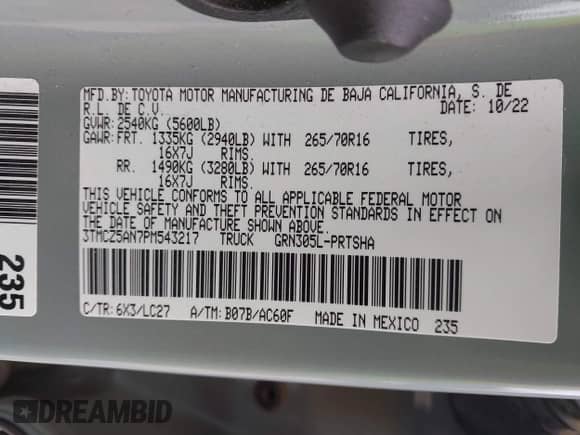 MFD.BY:TOYOTA MOTOR MANUFACTURING DE BAJA CALIFORNIA, S. DE
R.L. DE C.V. DATE: 10/22
GVWR:2540KG (5600LB)
GAWR:FRT. 1335KG (2940LB) WITH 265/70R16 TIRES,
16X7J RIMS.
RR. 1490KG (3280LB) WITH 265/70R16 TIRES,
16X7J RIMS.
THIS VEHICLE CONFORMS TO ALL APPLICABLE FEDERAL MOTOR
VEHICLE SAFETY AND THEFT PREVENTION STANDARDS IN EFFECT ON
THE DATE OF MANUFACTURE SHOWN ABOVE.
3TMCZ5AN7PM543217 TRUCK GRN305L-PRTSHA
C/TR:6X3/LC27 A/TM:B07B/AC60F MADE IN MEXICO 235
235
DREAMBID